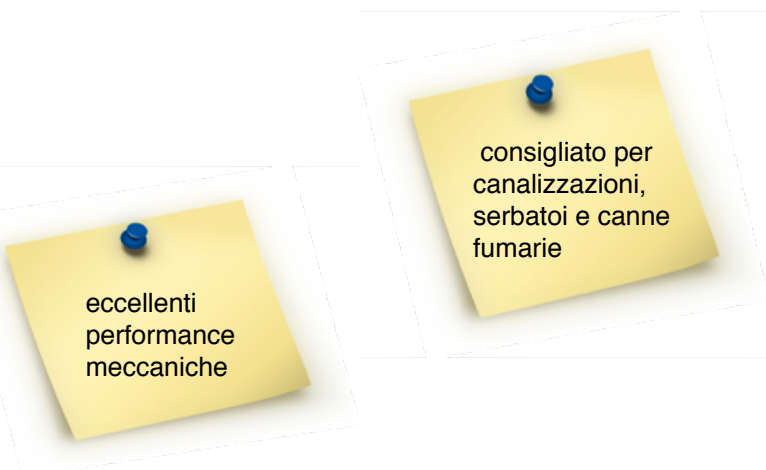 consigliato per
canalizzazioni,
serbatoi e canne
fumarie
eccellenti
performance
meccaniche